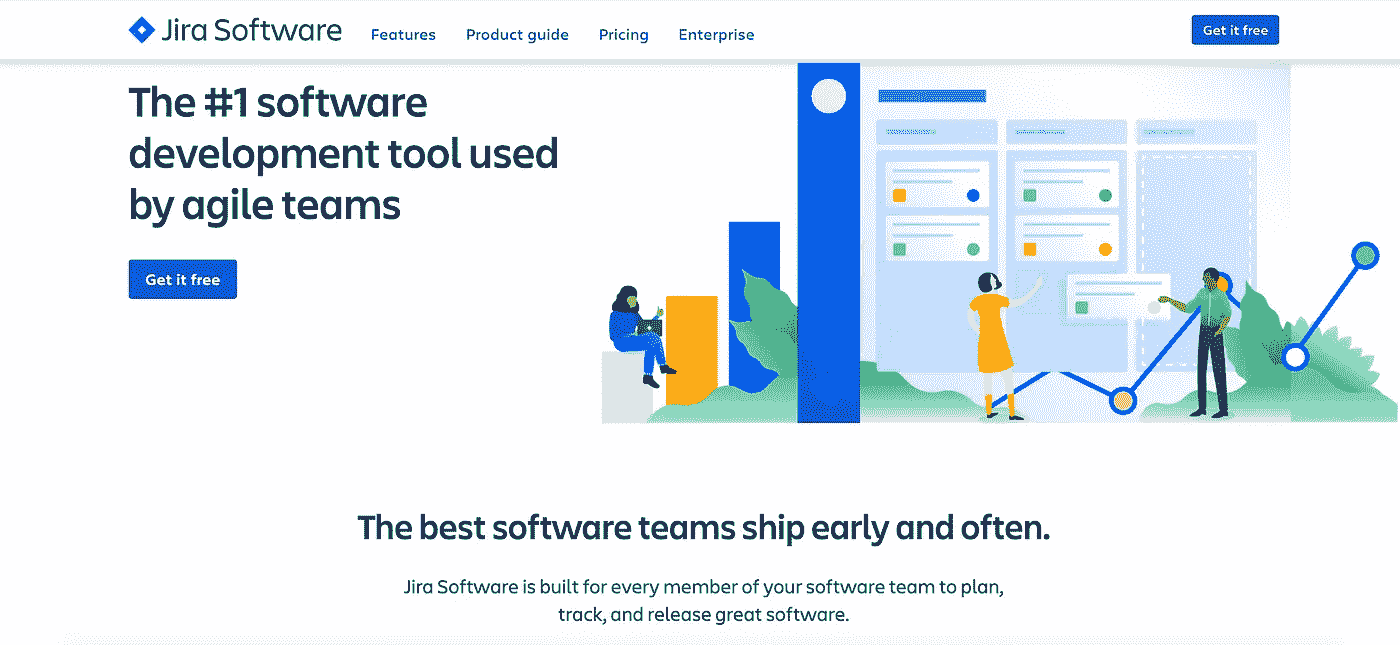 Jira Software
Features
Product guide
Pricing
Enterprise
Get it free
The #1 software
development tool used
by agile teams
Get it free
The best software teams ship early and often.
Jira Software is built for every member of your software team to plan,
track, and release great software.